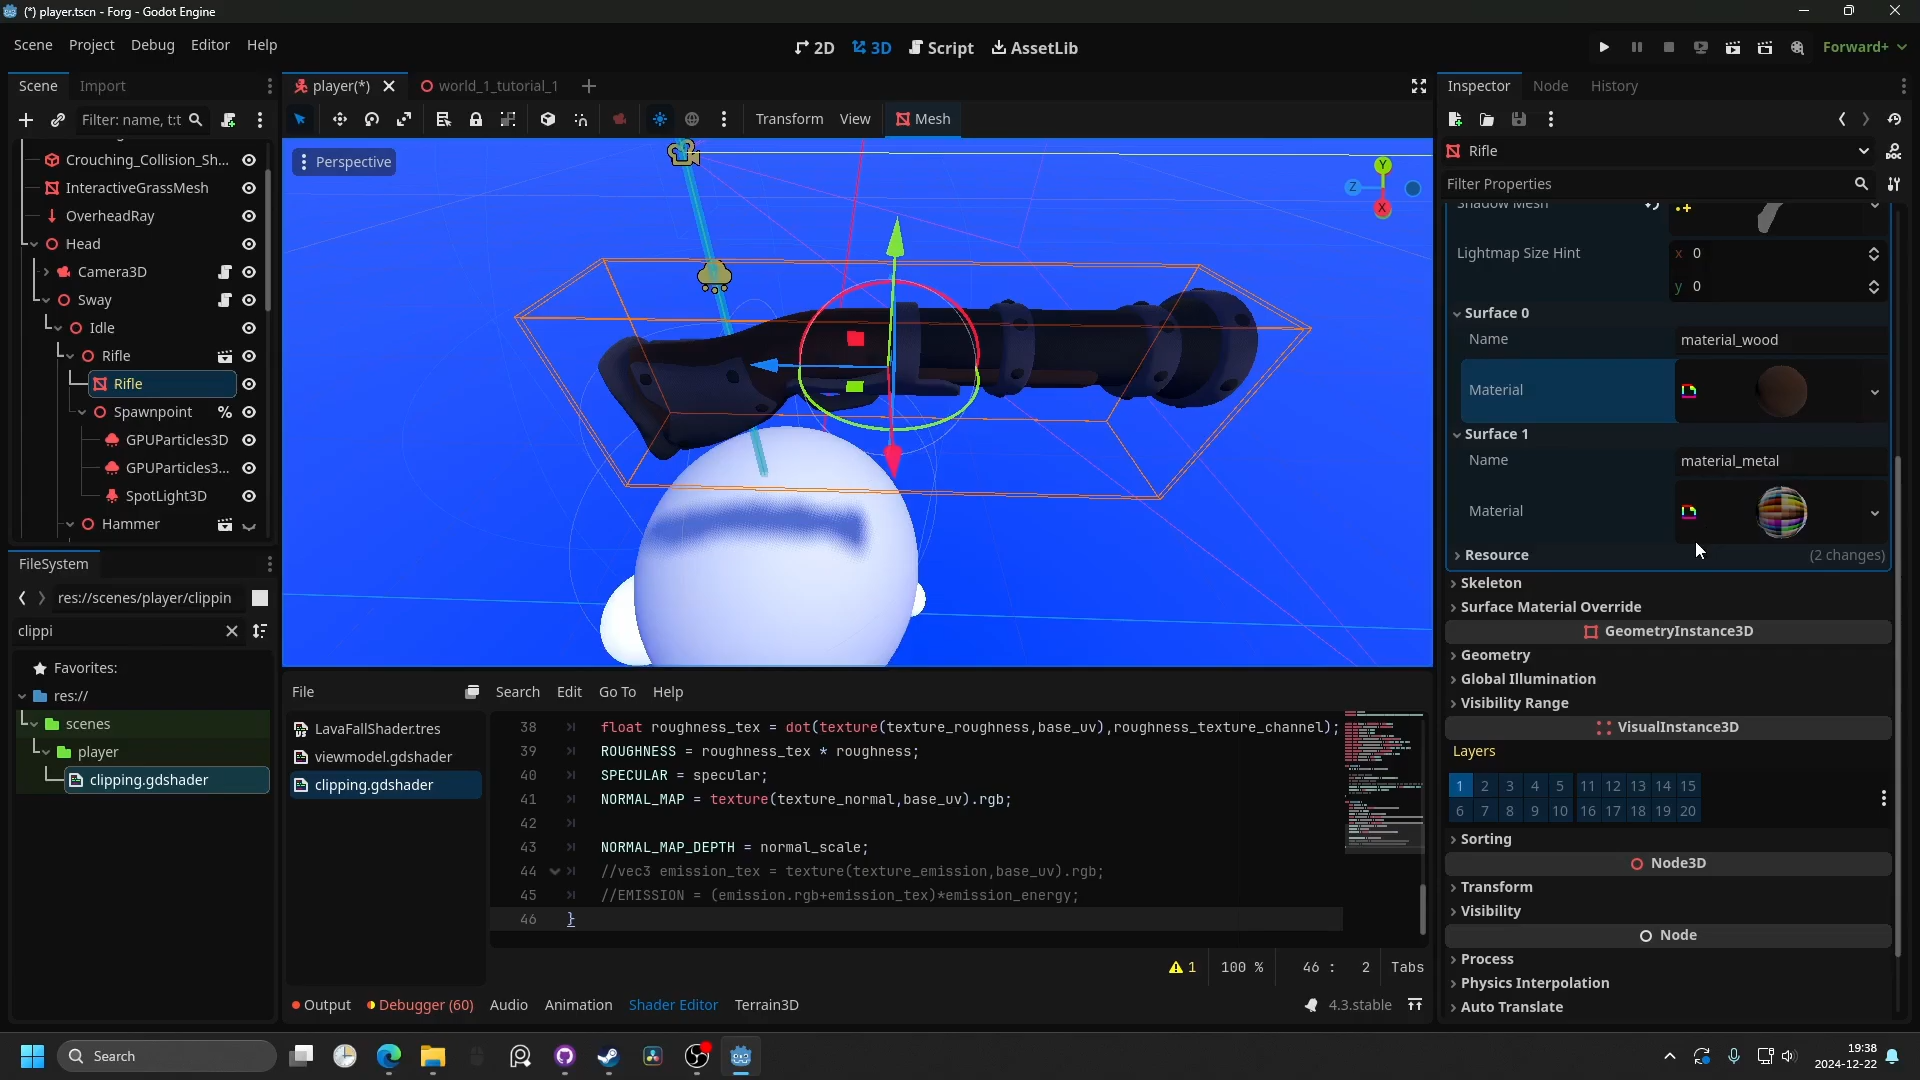 (*) player.tscn - Forg - Godot Engine
Scene Project Debug Editor Help
2D 3D Script AssetLib
Forward+
Scene Import
Filter: name, t:t
Crouching_Collision_Sh...
InteractiveGrassMesh
OverheadRay
Head
Camera3D
Sway
Idle
Rifle
Rifle
Spawnpoint %
GPUParticles3D
GPUParticles3...
SpotLight3D
Hammer
FileSystem
res://scenes/player/clippin
clippi
Favorites:
res://
scenes
player
clipping.gdshader
player(*) world_1_tutorial_1
Transform View Mesh
Perspective
Y
Z
X
File Search Edit Go To Help
LavaFallShader.tres
viewmodel.gdshader
clipping.gdshader
38 float roughness_tex = dot(texture(texture_roughness,base_uv),roughness_texture_channel);
39 ROUGHNESS = roughness_tex * roughness;
40 SPECULAR = specular;
41 NORMAL_MAP = texture(texture_normal,base_uv).rgb;
42
43 NORMAL_MAP_DEPTH = normal_scale;
44 //vec3 emission_tex = texture(texture_emission,base_uv).rgb;
45 //EMISSION = (emission.rgb+emission_tex)*emission_energy;
46 }
1 100 % 46 : 2 Tabs
Output Debugger (60) Audio Animation Shader Editor Terrain3D 4.3.stable
Inspector Node History
Rifle
Filter Properties
Shadow Mesh
Lightmap Size Hint x 0
y 0
Surface 0
Name material_wood
Material
Surface 1
Name material_metal
Material
Resource (2 changes)
Skeleton
Surface Material Override
GeometryInstance3D
Geometry
Global Illumination
Visibility Range
VisualInstance3D
Layers
1 2 3 4 5 11 12 13 14 15
6 7 8 9 10 16 17 18 19 20
Sorting
Node3D
Transform
Visibility
Node
Process
Physics Interpolation
Auto Translate
Search
19:38
2024-12-22